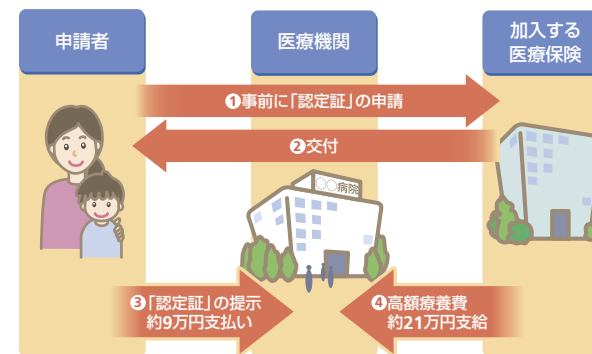 申請者
医療機関
加入する
医療保険
❶事前に「認定証」の申請
❷交付
○○病院
❸「認定証」の提示
約9万円支払い
❹高額療養費
約21万円支給